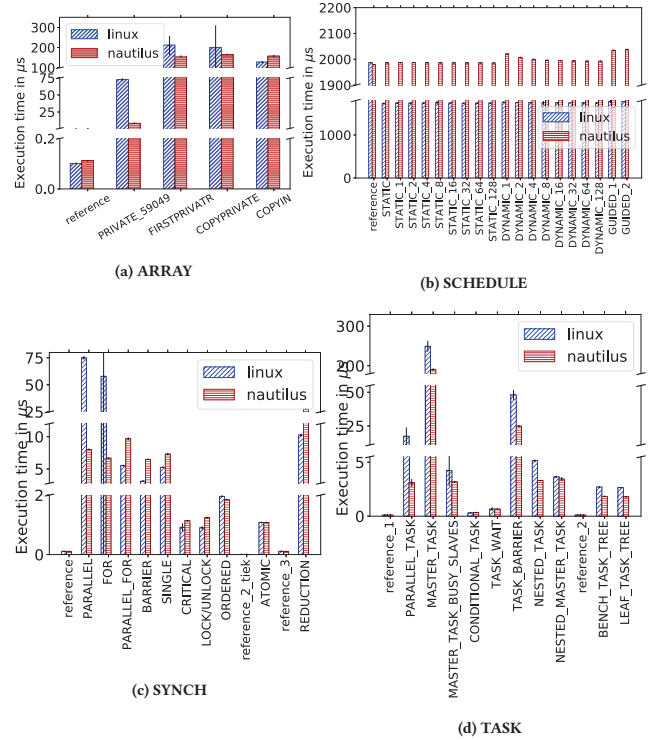 Execution time in μs
300
200
100
75
50
25
0.2
0.0
linux
nautilus
reference
PRIVATE_59049
FIRSTPRIVATR
COPYPRIVATE
COPYIN
(a) ARRAY
Execution time in μs
2100
2000
1900
1000
0
linux
nautilus
reference
STATIC
STATIC_1
STATIC_2
STATIC_4
STATIC_8
STATIC_16
STATIC_32
STATIC_64
STATIC_128
DYNAMIC_1
DYNAMIC_2
DYNAMIC_4
DYNAMIC_8
DYNAMIC_16
DYNAMIC_32
DYNAMIC_64
DYNAMIC_128
GUIDED_1
GUIDED_2
(b) SCHEDULE
Execution time in μs
75
50
25
10
5
2
0
linux
nautilus
reference
PARALLEL
FOR
PARALLEL_FOR
BARRIER
SINGLE
CRITICAL
LOCK/UNLOCK
ORDERED
reference_2_tiek
ATOMIC
reference_3
REDUCTION
(c) SYNCH
Execution time in μs
300
200
50
5
0
linux
nautilus
reference_1
PARALLEL_TASK
MASTER_TASK
MASTER_TASK_BUSY_SLAVES
CONDITIONAL_TASK
TASK_WAIT
TASK_BARRIER
NESTED_TASK
NESTED_MASTER_TASK
reference_2
BENCH_TASK_TREE
LEAF_TASK_TREE
(d) TASK